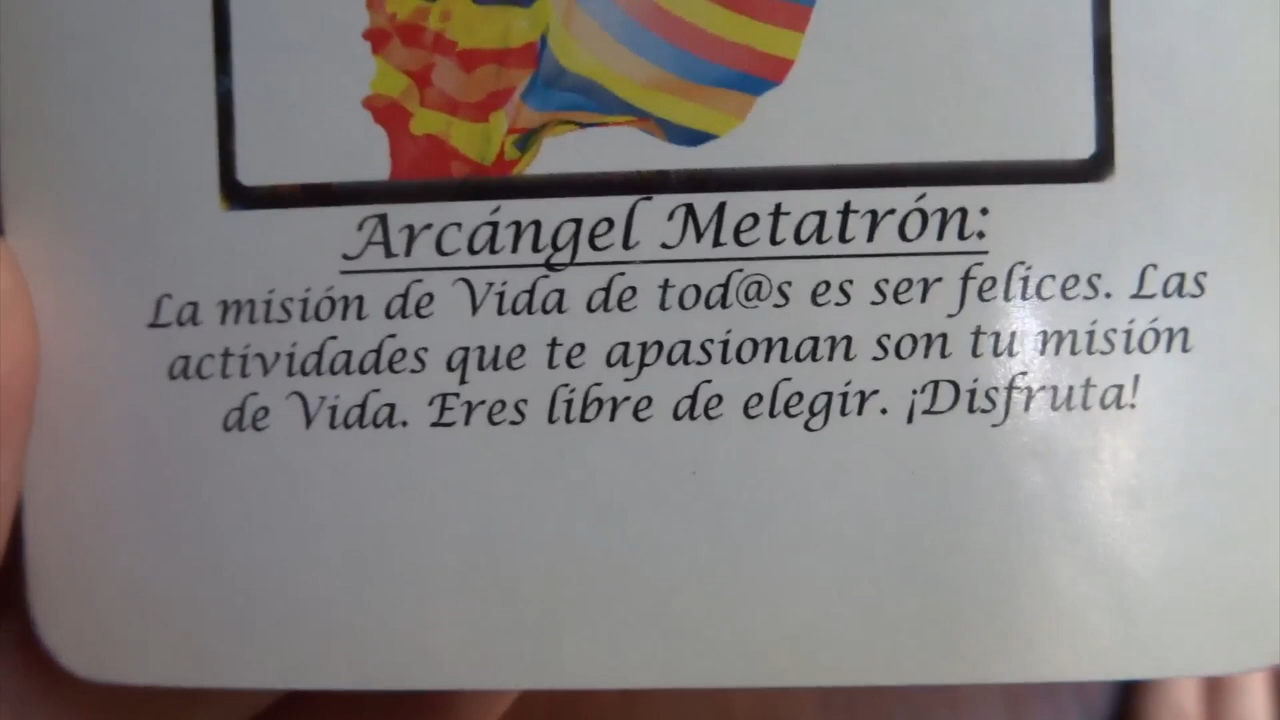 Arcángel Metatrón:
La misión de Vida de tod@s es ser felices. Las
actividades que te apasionan son tu misión
de Vida. Eres libre de elegir. ¡Disfruta!